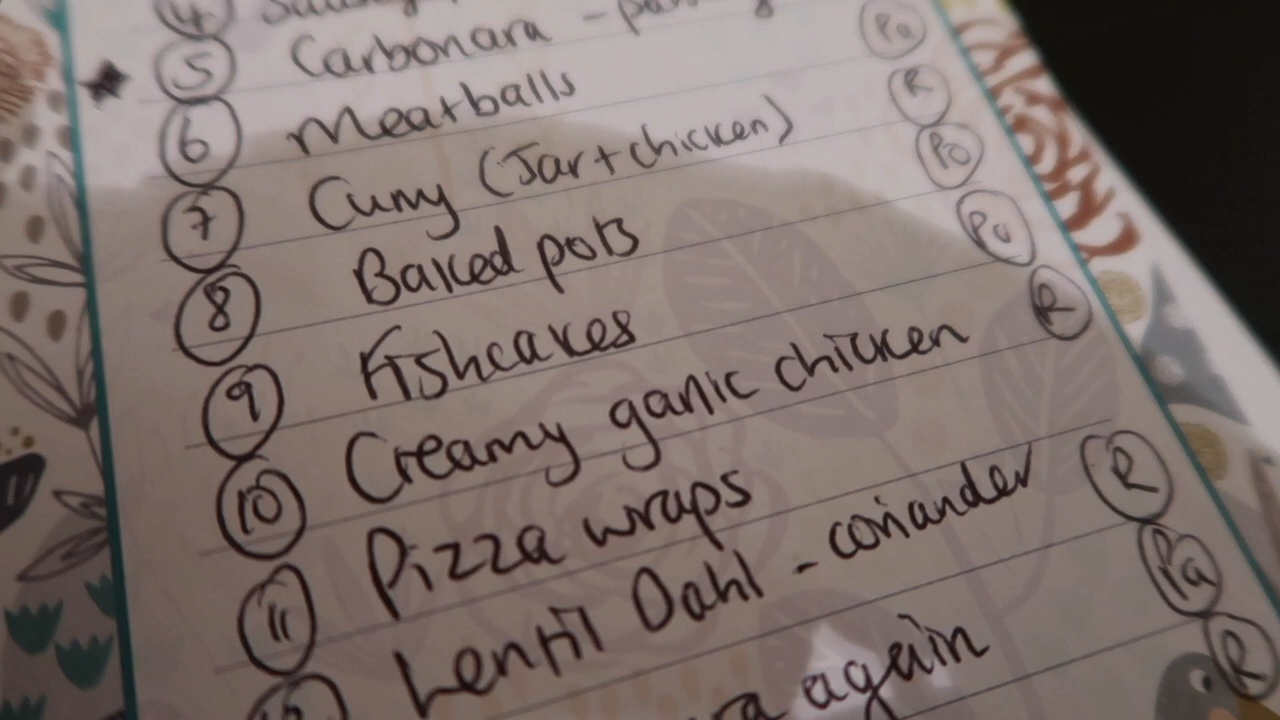 5 Carbonara -
6 Meatballs Pa
7 Curry (Jar + chicken) R
8 Baked pots Po
9 Fishcakes Po
10 Creamy garlic chicken R
11 Pizza wraps
12 Lentil Dahl - coriander R
again Pa
R